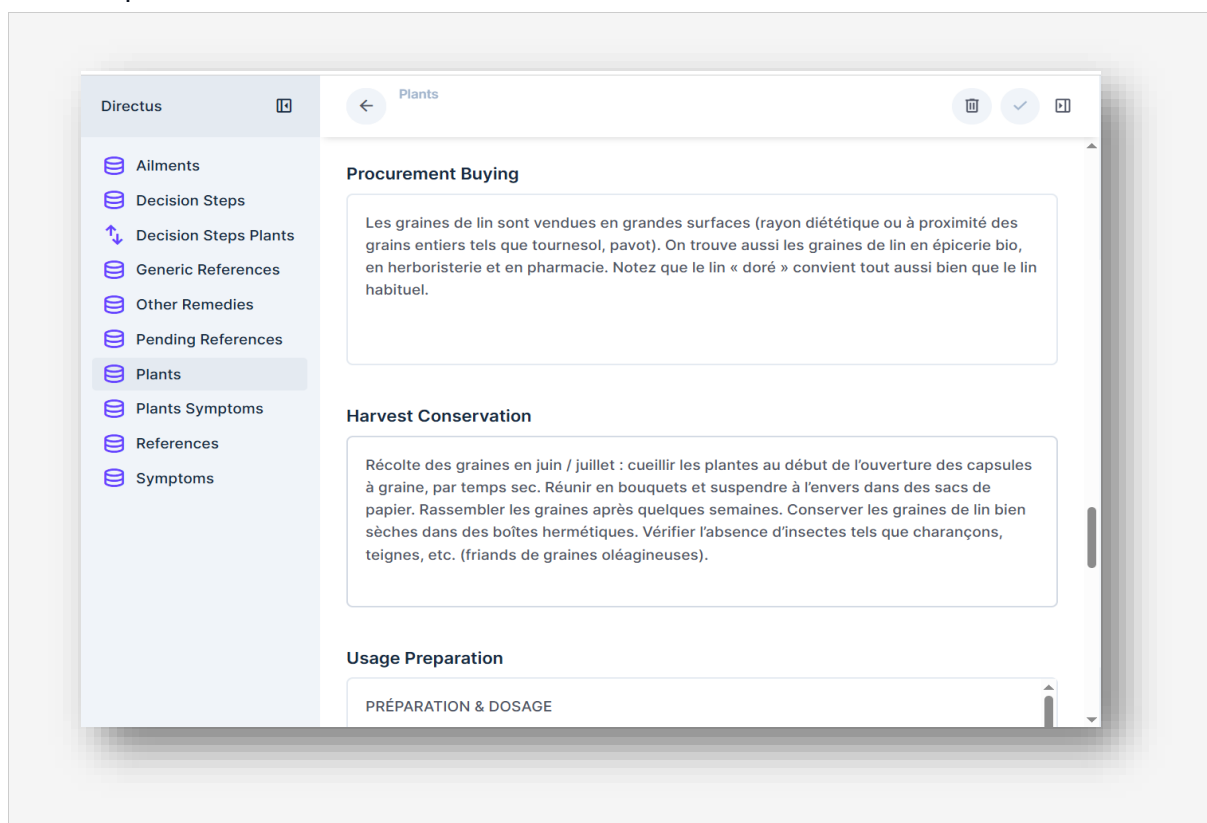 Directus
Plants
Ailments
Decision Steps
Decision Steps Plants
Generic References
Other Remedies
Pending References
Plants
Plants Symptoms
References
Symptoms
Procurement Buying
Les graines de lin sont vendues en grandes surfaces (rayon diététique ou à proximité des
grains entiers tels que tournesol, pavot). On trouve aussi les graines de lin en épicerie bio,
en herboristerie et en pharmacie. Notez que le lin « doré » convient tout aussi bien que le lin
habituel.
Harvest Conservation
Récolte des graines en juin / juillet : cueillir les plantes au début de l’ouverture des capsules
à graine, par temps sec. Réunir en bouquets et suspendre à l’envers dans des sacs de
papier. Rassembler les graines après quelques semaines. Conserver les graines de lin bien
sèches dans des boîtes hermétiques. Vérifier l’absence d’insectes tels que charançons,
teignes, etc. (friands de graines oléagineuses).
Usage Preparation
PRÉPARATION & DOSAGE